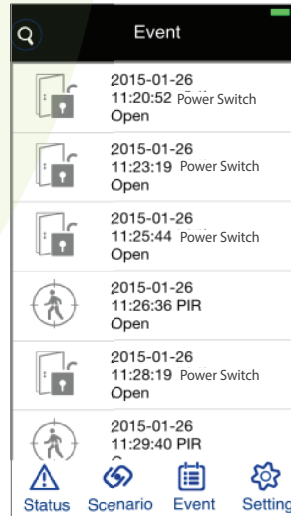 Event
2015-01-26
11:20:52 Power Switch
Open
2015-01-26
11:23:19 Power Switch
Open
2015-01-26
11:25:44 Power Switch
Open
2015-01-26
11:26:36 PIR
Open
2015-01-26
11:28:19 Power Switch
Open
2015-01-26
11:29:40 PIR
Status Scenario Event Setting